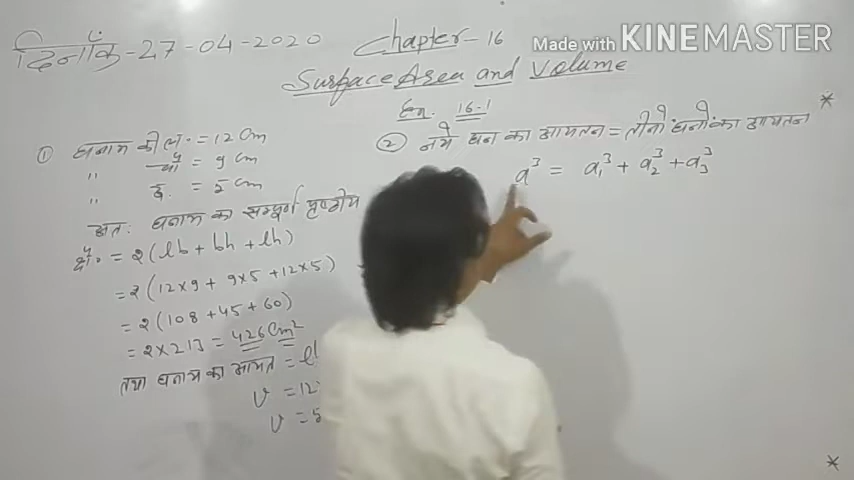 दिनांक - 27-04-2020
Chapter - 16
Made with KINEMASTER
Surface Area and Volume
Ex. 16.1
① घनाभ की ल. = 12 cm
" चौ. = 9 cm
" ऊँ. = 5 cm
अतः घनाभ का सम्पूर्ण पृष्ठीय
क्षे. = 2(lb + bh + lh)
= 2(12×9 + 9×5 + 12×5)
= 2(108 + 45 + 60)
= 2×213 = 426 cm²
तथा घनाभ का आयतन = l
V = 12
V = 5
② नये घन का आयतन = तीनों घनों का आयतन
a³ = a₁³ + a₂³ + a₃³